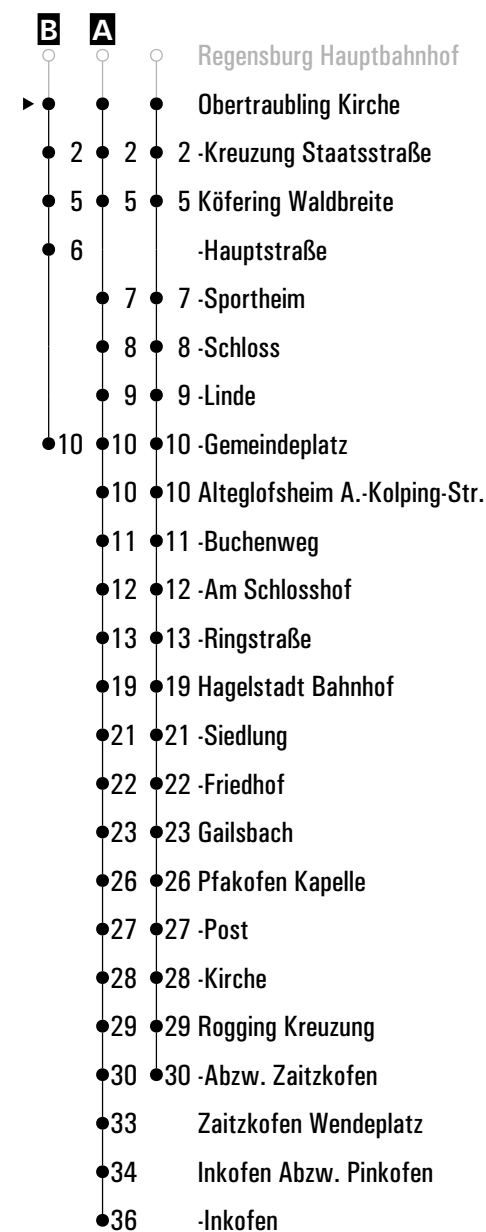 B A
Regensburg Hauptbahnhof
Obertraubling Kirche
2 2 2 -Kreuzung Staatsstraße
5 5 5 Köfering Waldbreite
6 -Hauptstraße
7 7 -Sportheim
8 8 -Schloss
9 9 -Linde
10 10 10 -Gemeindeplatz
10 10 Alteglofsheim A.-Kolping-Str.
11 11 -Buchenweg
12 12 -Am Schlosshof
13 13 -Ringstraße
19 19 Hagelstadt Bahnhof
21 21 -Siedlung
22 22 -Friedhof
23 23 Gailsbach
26 26 Pfakofen Kapelle
27 27 -Post
28 28 -Kirche
29 29 Rogging Kreuzung
30 30 -Abzw. Zaitzkofen
33 Zaitzkofen Wendeplatz
34 Inkofen Abzw. Pinkofen
36 -Inkofen